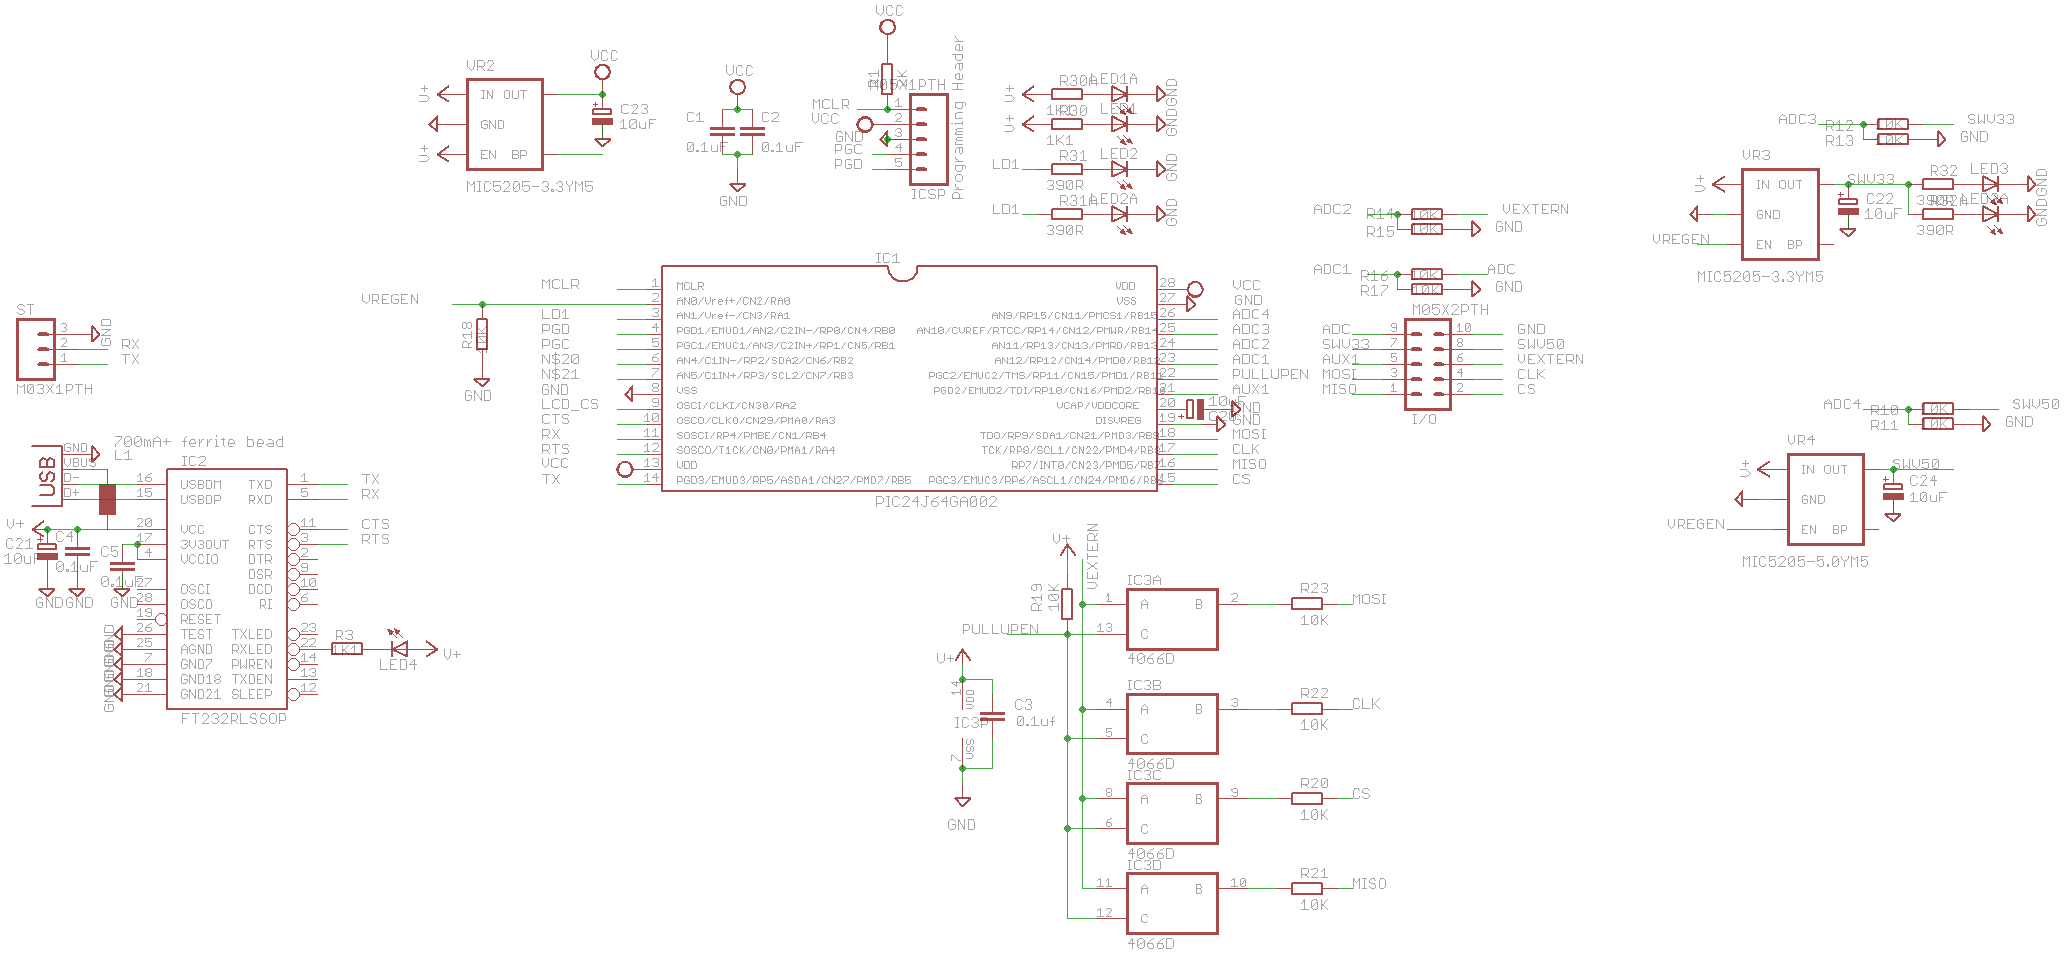 VCC
VR2
VCC
V+
IN OUT
GND
EN BP
V+
C23
10uF
MIC5205-3.3YM5
VCC
C1
C2
0.1uF
0.1uF
GND
M05X1PTH
MCLR
VCC
GND
PGC
PGD
1
2
3
4
5
ICSP
Programming Header
V+
R30A
LED1A
GND
1K1
V+
R30
LED1
GND
1K1
LD1
R31
LED2
GND
390R
LD1
R31A
LED2A
GND
390R
ADC3
R12
10K
SWV33
R13
GND
VR3
V+
IN OUT
GND
EN BP
VREGEN
MIC5205-3.3YM5
SWV33
C22
10uF
R32
LED3
GND
390R
R32A
GND
390R
ADC2
R14
10K
VEXTERN
R15
10K
GND
ADC1
R16
10K
ADC
R17
10K
GND
M05X2PTH
ADC 9 10 GND
SWV33 7 8 SWV50
AUX1 5 6 VEXTERN
MOSI 3 4 CLK
MISO 1 2 CS
I/O
IC1
MCLR 1 MCLR
VREGEN 2 AN0/Vref+/CN2/RA0
LD1 3 AN1/Vref-/CN3/RA1
PGD 4 PGD1/EMUD1/AN2/C2IN-/RP0/CN4/RB0
PGC 5 PGC1/EMUC1/AN3/C2IN+/RP1/CN5/RB1
N$20 6 AN4/C1IN-/RP2/SDA2/CN6/RB2
N$21 7 AN5/C1IN+/RP3/SCL2/CN7/RB3
GND 8 VSS
LCD_CS 9 OSCI/CLKI/CN30/RA2
CTS 10 OSCO/CLKO/CN29/PMA0/RA3
RX 11 SOSCI/RP4/PMBE/CN1/RB4
RTS 12 SOSCO/T1CK/CN0/PMA1/RA4
VCC 13 VDD
TX 14 PGD3/EMUD3/RP5/ASDA1/CN27/PMD7/RB5
VDD 28 VCC
VSS 27 GND
AN9/RP15/CN11/PMCS1/RB15 26 ADC4
AN10/CVREF/RTCC/RP14/CN12/PMWR/RB14 25 ADC3
AN11/RP13/CN13/PMRD/RB13 24 ADC2
AN12/RP12/CN14/PMD0/RB12 23 ADC1
PGC2/EMUC2/TMS/RP11/CN15/PMD1/RB11 22 PULLUPEN
PGD2/EMUD2/TDI/RP10/CN16/PMD2/RB10 21 AUX1
VCAP/VDDCORE 20 10uF GND
DISVREG 19 GND
TDO/RP9/SDA1/CN21/PMD3/RB9 18 MOSI
TCK/RP8/SCL1/CN22/PMD4/RB8 17 CLK
RP7/INT0/CN23/PMD5/RB7 16 MISO
PGC3/EMUC3/RP6/ASCL1/CN24/PMD6/RB6 15 CS
PIC24J64GA002
R18
10K
GND
ST
3 GND
2 RX
1 TX
M03X1PTH
ADC4
R10
10K
SWV50
R11
10K
GND
VR4
V+
IN OUT
GND
EN BP
VREGEN
MIC5205-5.0YM5
SWV50
C24
10uF
USB
GND
VBUS
D-
D+
700mA+ ferrite bead
L1
IC2
16 USBDM TXD 1 TX
15 USBDP RXD 5 RX
20 VCC CTS 11 CTS
17 3V3OUT RTS 3 RTS
4 VCCIO DTR 2
DSR 9
27 OSCI DCD 10
28 OSCO RI 6
19 RESET
26 TEST TXLED 23
25 AGND RXLED 22
7 GND7 PWREN 14
18 GND18 TXDEN 13
21 GND21 SLEEP 12
FT232RLSSOP
V+
C21
10uF
C4
0.1uF
C5
0.1uF
GND
GND
GND
R3
1K1
LED4
V+
V+
VEXTERN
R19
10K
PULLUPEN
IC3A
1 A B 2
13 C
4066D
R23
10K
MOSI
V+
14
VDD
IC3P
VSS
7
C3
0.1uf
GND
IC3B
4 A B 3
5 C
4066D
R22
10K
CLK
IC3C
8 A B 9
6 C
4066D
R20
10K
CS
IC3D
11 A B 10
12 C
4066D
R21
10K
MISO